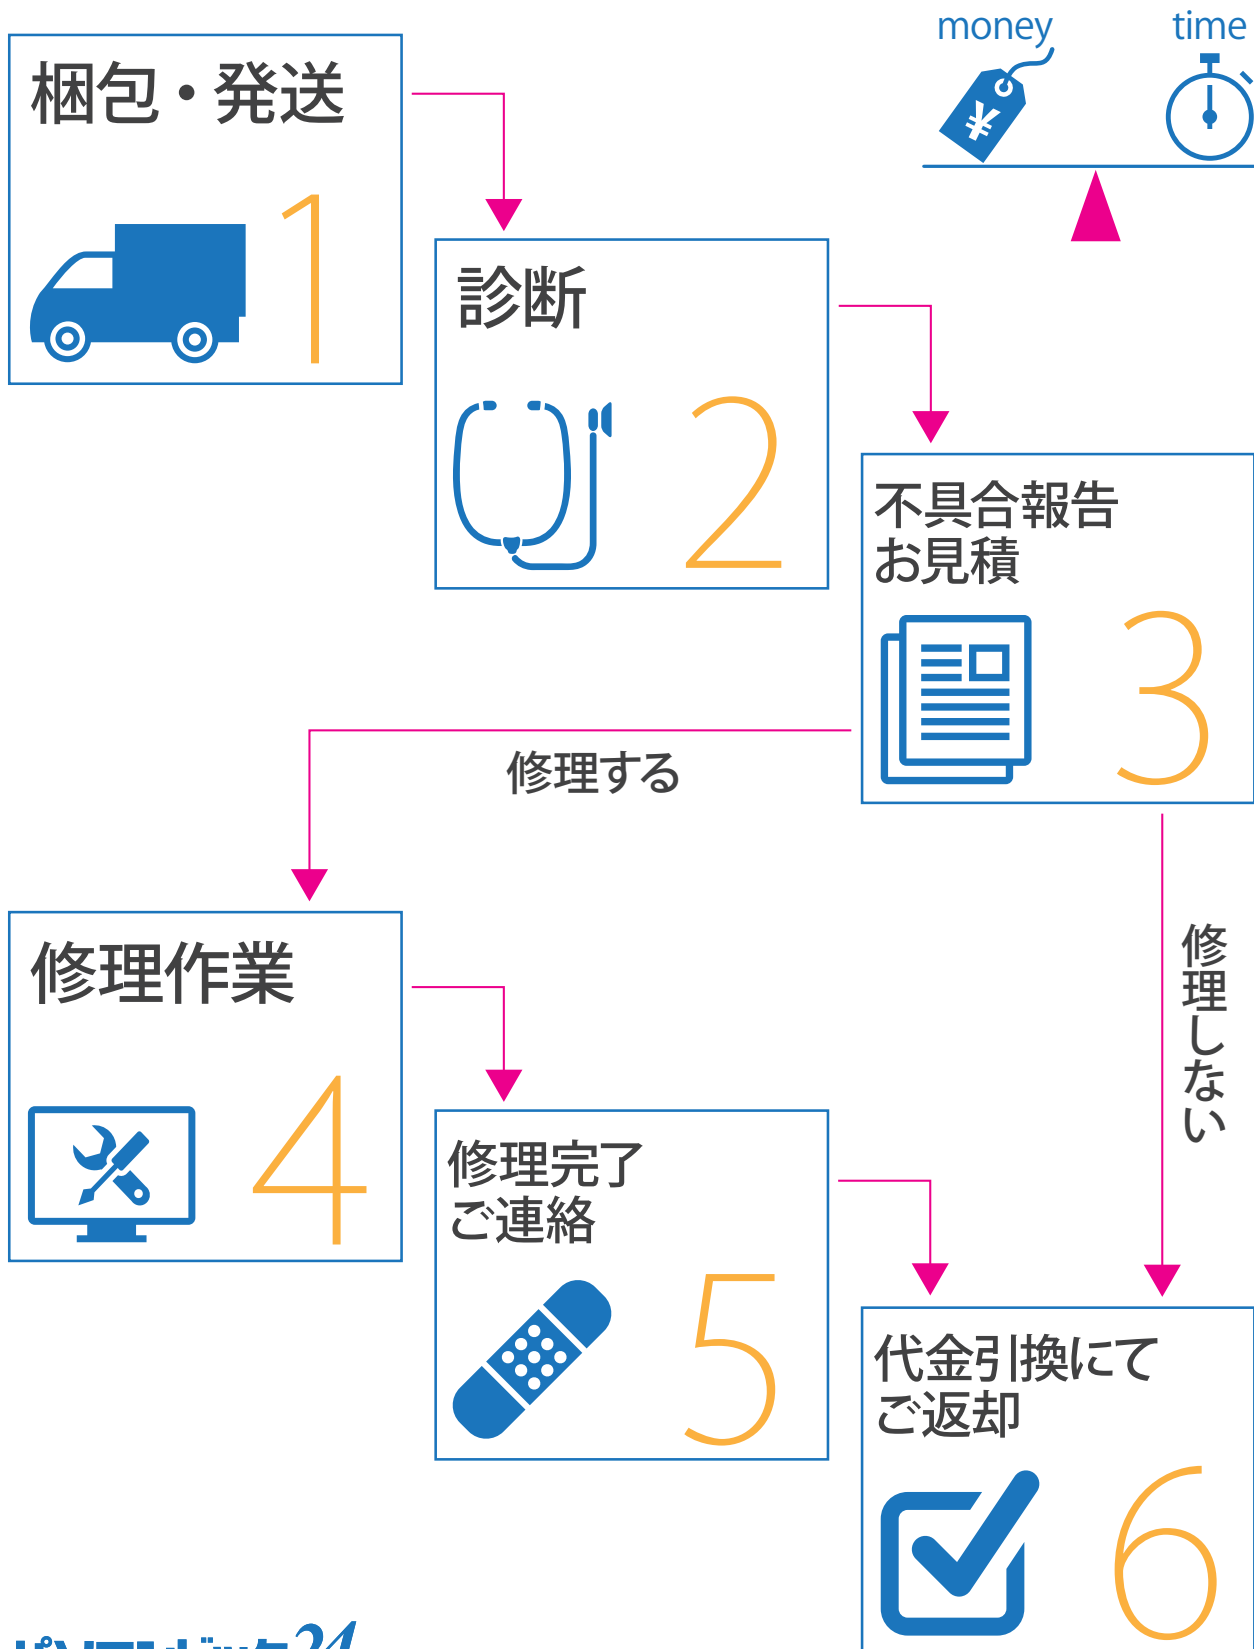 money
time
梱包・発送
1
診断
2
不具合報告
お見積
3
修理する
修理しない
修理作業
4
修理完了
ご連絡
5
代金引換にて
ご返却
6
24